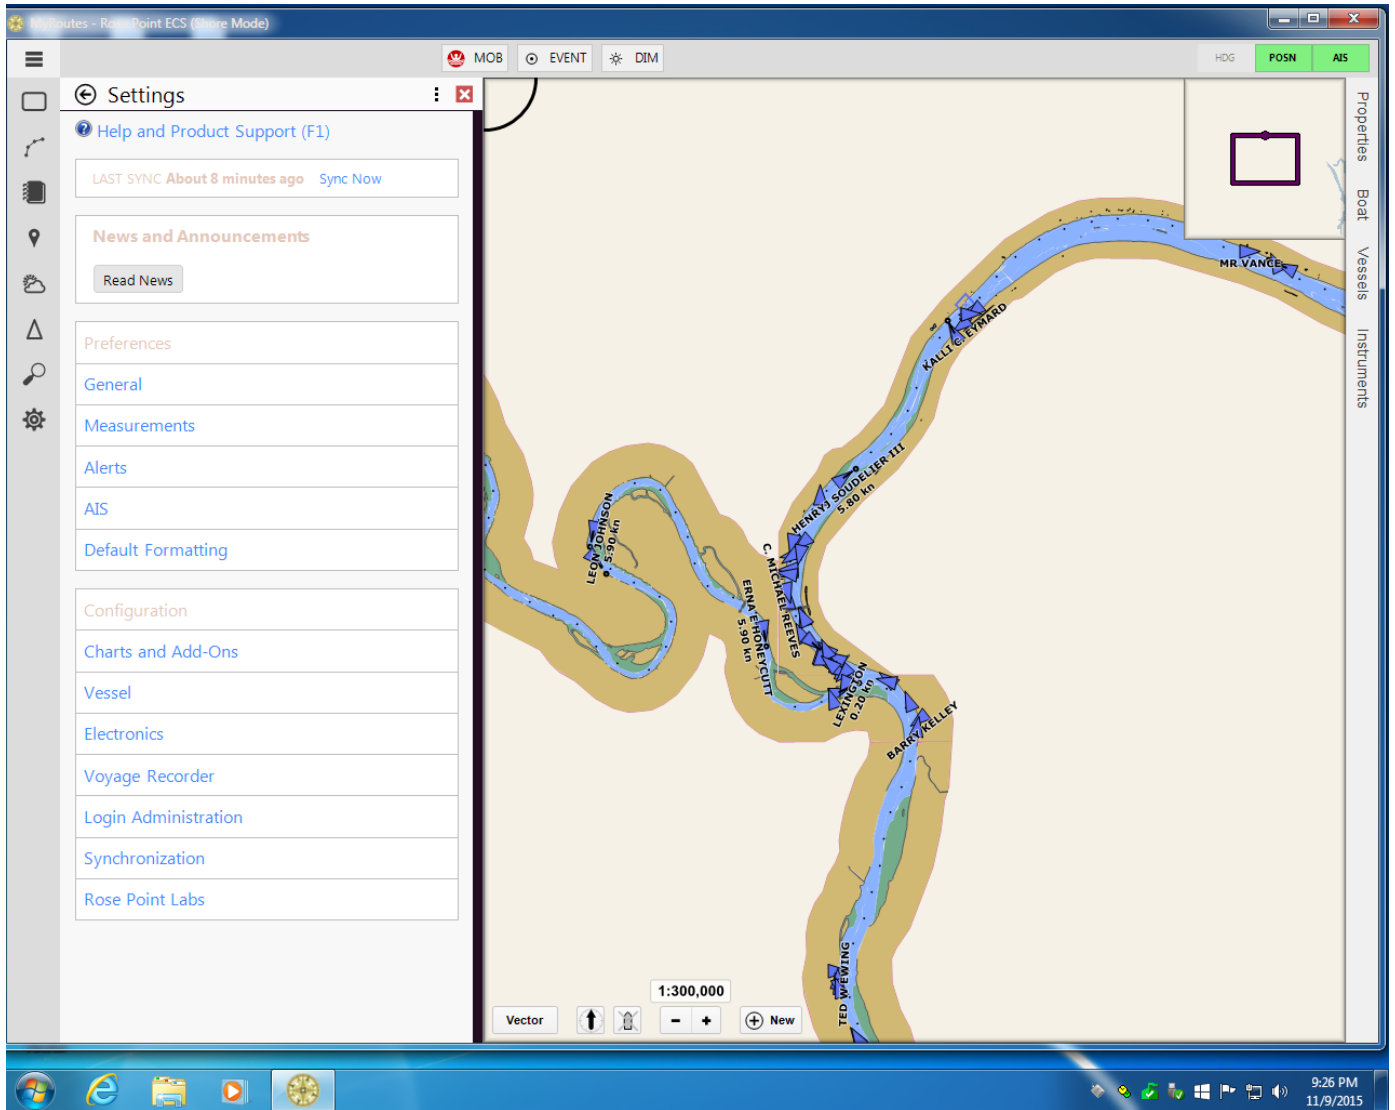 MyRoutes - Rose Point ECS (Shore Mode)
MOB
EVENT
DIM
HDG
POSN
AIS
Settings
Help and Product Support (F1)
LAST SYNC About 8 minutes ago Sync Now
News and Announcements
Read News
Preferences
General
Measurements
Alerts
AIS
Default Formatting
Configuration
Charts and Add-Ons
Vessel
Electronics
Voyage Recorder
Login Administration
Synchronization
Rose Point Labs
MR VANCE
KALLI C. EYMARD
HENRY J SOUDELIER III
5.80 kn
LEON JOHNSON
5.90 kn
C. MICHAEL REEVES
ERNA E HONEYCUTT
5.90 kn
LEXINGTON
0.20 kn
BARRY KELLEY
TED W EWING
Properties
Boat
Vessels
Instruments
1:300,000
Vector
- +
New
9:26 PM
11/9/2015